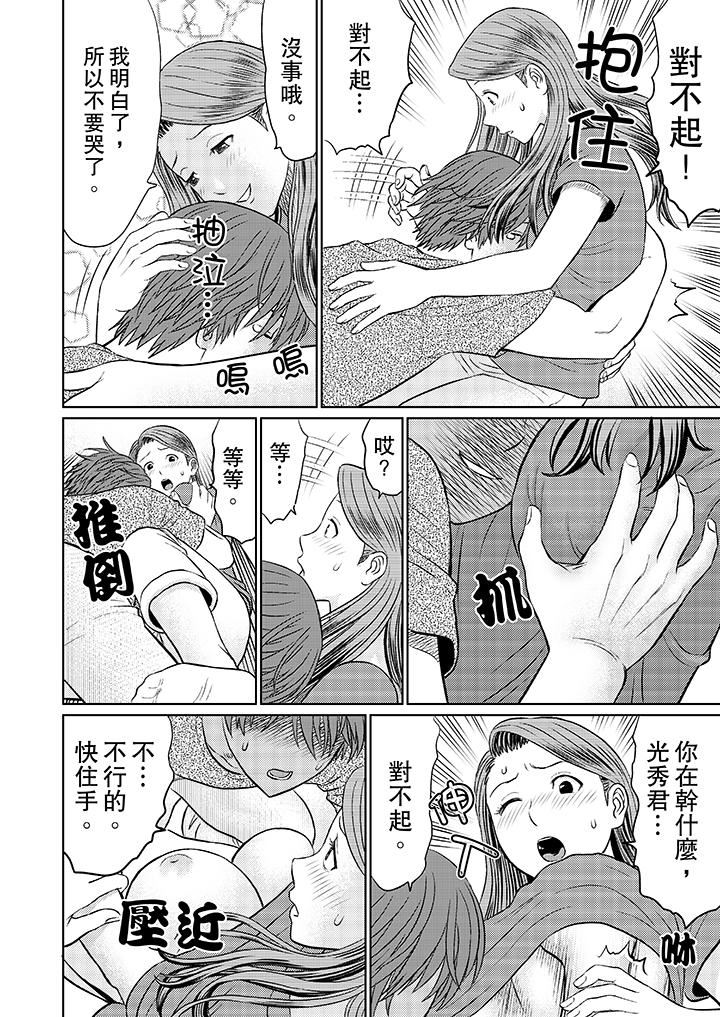 對不起！
抱住
對不起…
沒事哦。
我明白了，
所以不要哭了。
抽泣…
嗚
嗚
抓
哎？
等…
等等。
推倒
你在幹什麼，
光秀君…
咻
伸
對不起。
不…
不行的，
快住手。
壓近